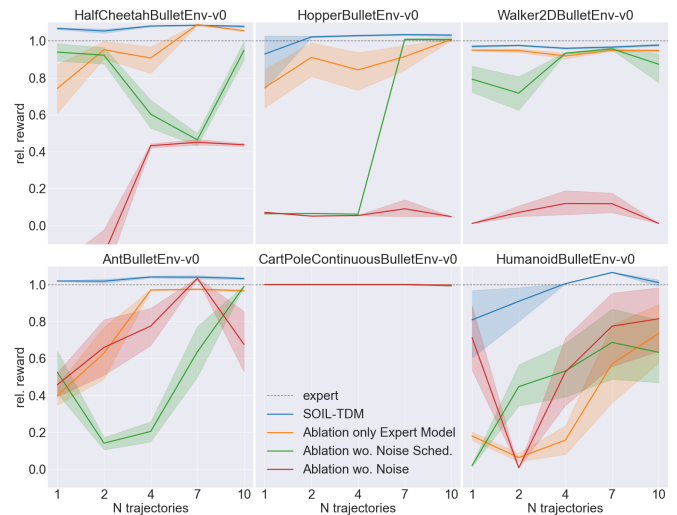 HalfCheetahBulletEnv-v0 HopperBulletEnv-v0 Walker2DBulletEnv-v0
1.0
0.8
0.6
0.4
0.2
0.0
rel. reward
AntBulletEnv-v0 CartPoleContinuousBulletEnv-v0 HumanoidBulletEnv-v0
1.0
0.8
0.6
0.4
0.2
0.0
rel. reward
expert
SOIL-TDM
Ablation only Expert Model
Ablation wo. Noise Sched.
Ablation wo. Noise
1 2 4 7 10 1 2 4 7 10 1 2 4 7 10
N trajectories N trajectories N trajectories